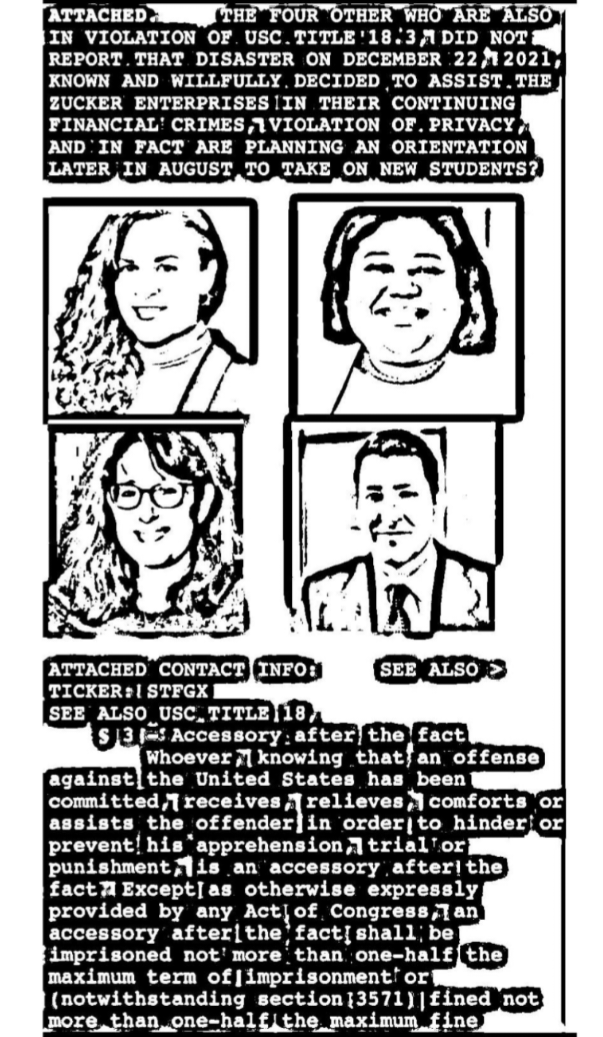 ATTACHED. THE FOUR OTHER WHO ARE ALSO
IN VIOLATION OF USC TITLE 18.3, DID NOT
REPORT THAT DISASTER ON DECEMBER 22, 2021,
KNOWN AND WILLFULLY DECIDED TO ASSIST THE
ZUCKER ENTERPRISES IN THEIR CONTINUING
FINANCIAL CRIMES, VIOLATION OF PRIVACY,
AND IN FACT ARE PLANNING AN ORIENTATION
LATER IN AUGUST TO TAKE ON NEW STUDENTS?
ATTACHED CONTACT INFO: SEE ALSO >
TICKER: STFGX
SEE ALSO USC TITLE 18,
§ 3 - Accessory after the fact
Whoever, knowing that an offense
against the United States has been
committed, receives, relieves, comforts or
assists the offender in order to hinder or
prevent his apprehension, trial or
punishment, is an accessory after the
fact. Except as otherwise expressly
provided by any Act of Congress, an
accessory after the fact shall be
imprisoned not more than one-half the
maximum term of imprisonment or
(notwithstanding section 3571) fined not
more than one-half the maximum fine